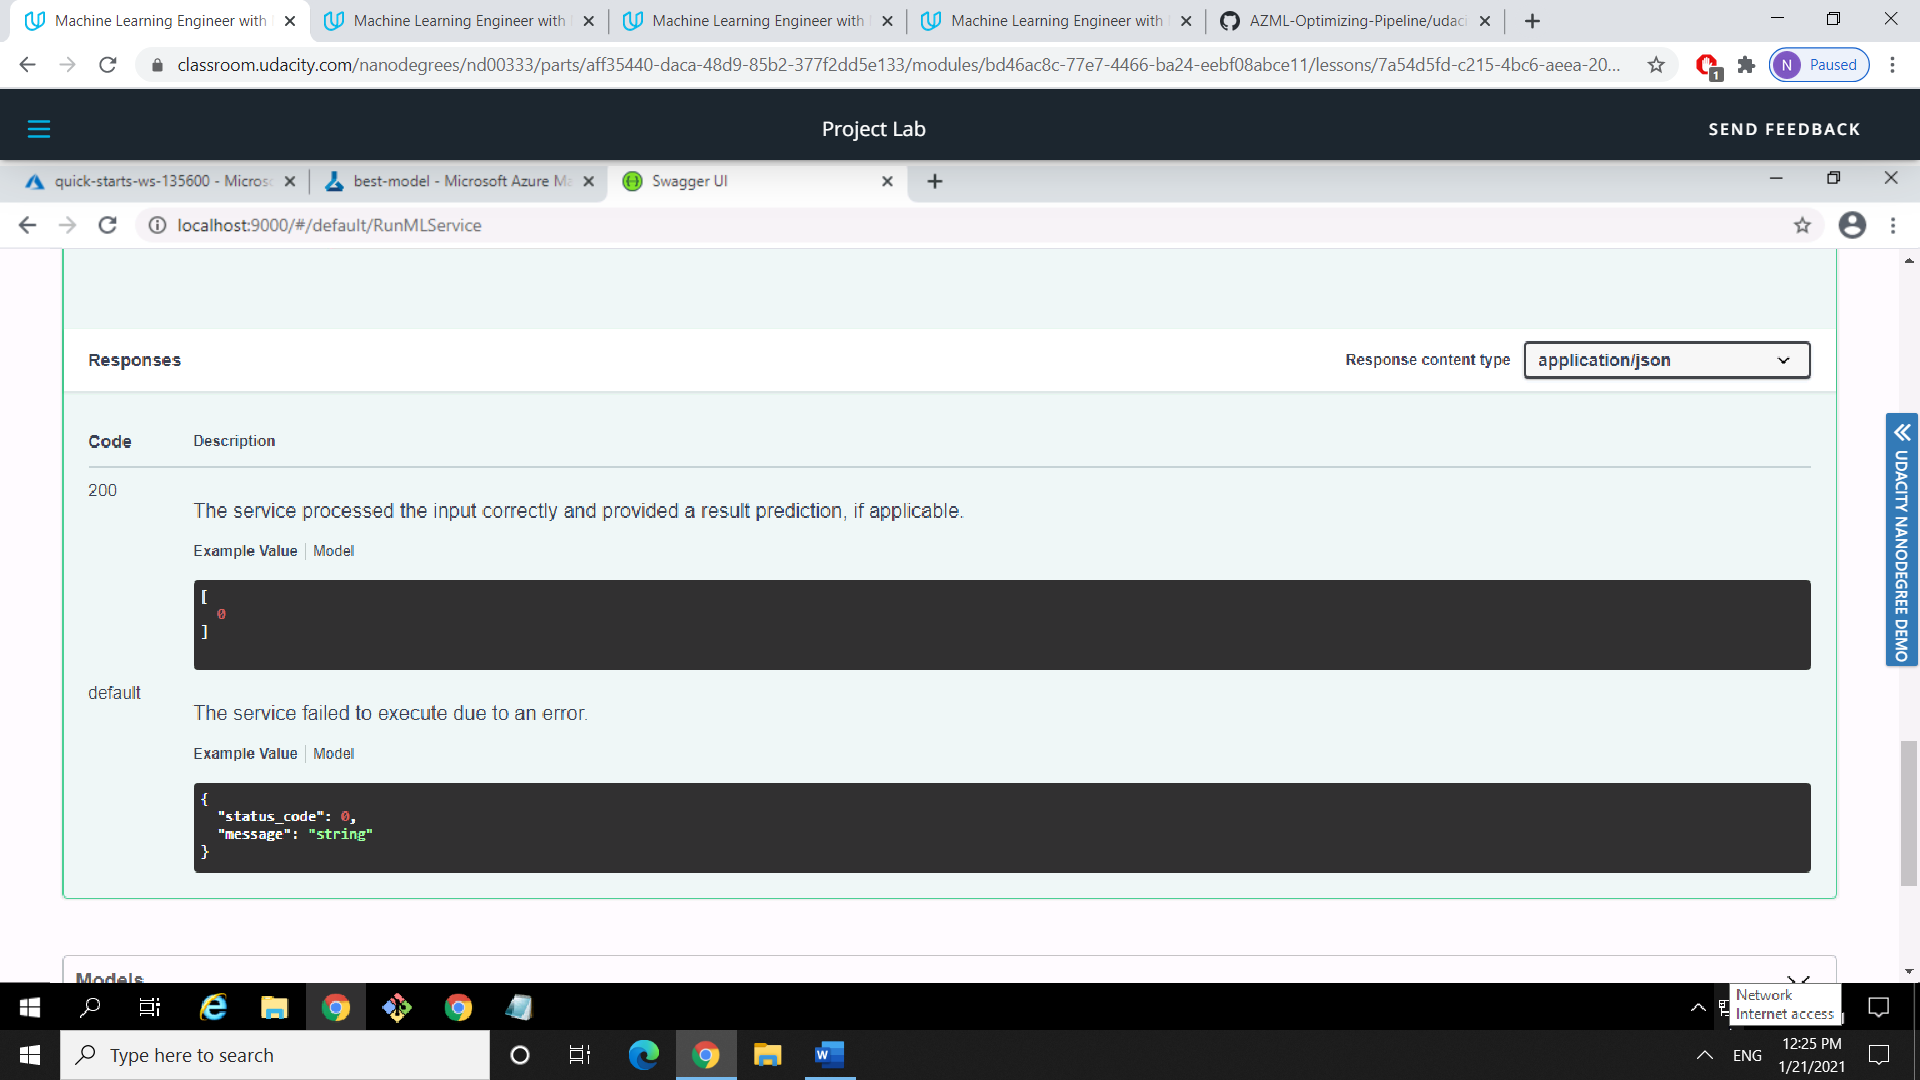 Machine Learning Engineer with
Machine Learning Engineer with
Machine Learning Engineer with
Machine Learning Engineer with
AZML-Optimizing-Pipeline/udaci
classroom.udacity.com/nanodegrees/nd00333/parts/aff35440-daca-48d9-85b2-377f2dd5e133/modules/bd46ac8c-77e7-4466-ba24-eebf08abce11/lessons/7a54d5fd-c215-4bc6-aeea-20...
1
N Paused
Project Lab
SEND FEEDBACK
quick-starts-ws-135600 - Micros
best-model - Microsoft Azure Ma
Swagger UI
localhost:9000/#/default/RunMLService
Responses
Response content type
application/json
Code
Description
200
The service processed the input correctly and provided a result prediction, if applicable.
Example Value
Model
[
0
]
default
The service failed to execute due to an error.
Example Value
Model
{
"status_code": 0,
"message": "string"
}
Models
UDACITY NANODEGREE DEMO
Network
Internet access
Type here to search
ENG
12:25 PM
1/21/2021